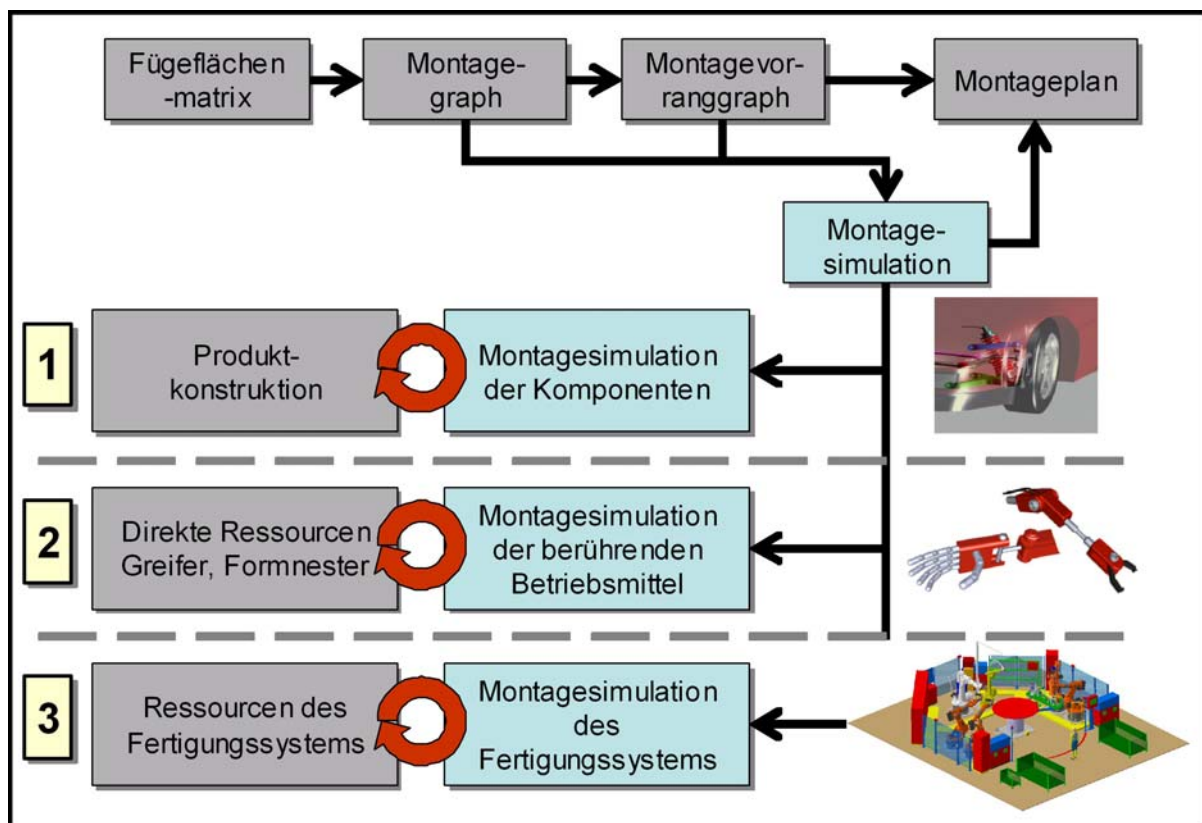 Fügeflächen
-matrix
Montage-
graph
Montagevor-
ranggraph
Montageplan
Montage-
simulation
1
Produkt-
konstruktion
Montagesimulation
der Komponenten
2
Direkte Ressourcen
Greifer, Formnester
Montagesimulation
der berührenden
Betriebsmittel
3
Ressourcen des
Fertigungssystems
Montagesimulation
des
Fertigungssystems